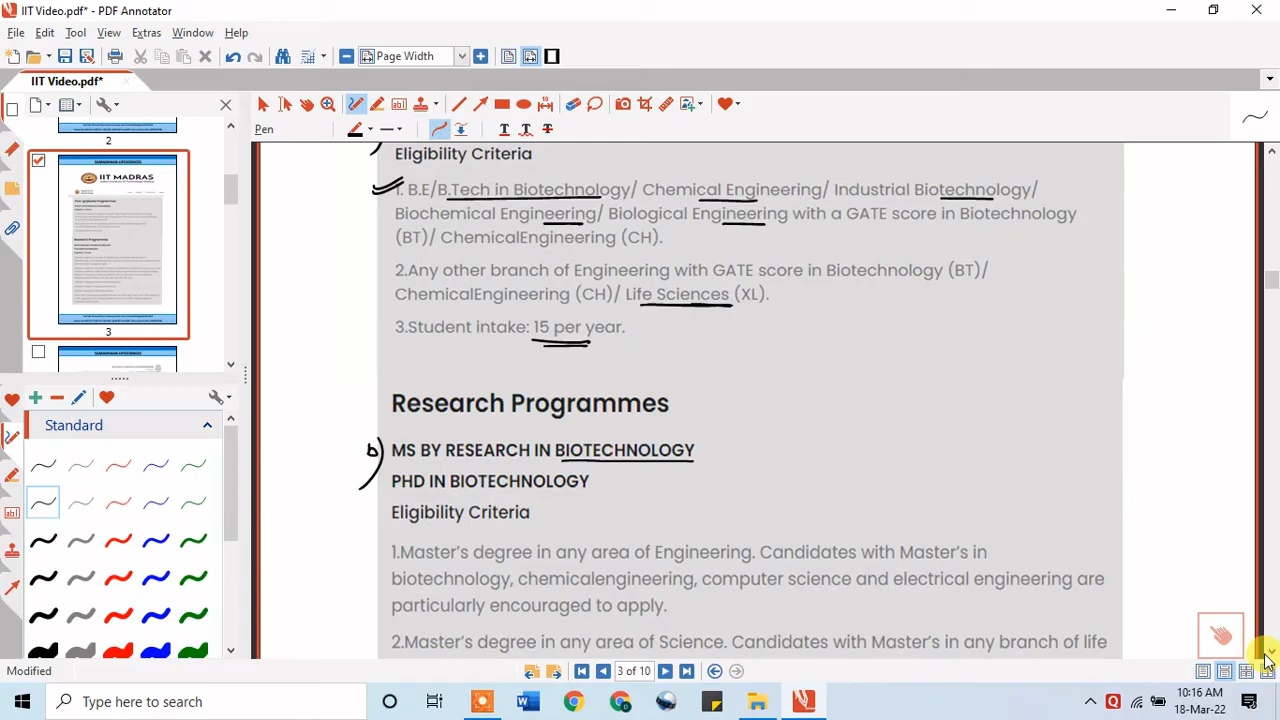 IIT Video.pdf* - PDF Annotator
File Edit Tool View Extras Window Help
Page Width
IIT Video.pdf*
Pen
2
IIT MADRAS
3
Standard
Eligibility Criteria
1. B.E/B.Tech in Biotechnology/ Chemical Engineering/ Industrial Biotechnology/
Biochemical Engineering/ Biological Engineering with a GATE score in Biotechnology
(BT)/ ChemicalEngineering (CH).
2.Any other branch of Engineering with GATE score in Biotechnology (BT)/
ChemicalEngineering (CH)/ Life Sciences (XL).
3.Student intake: 15 per year.
Research Programmes
b) MS BY RESEARCH IN BIOTECHNOLOGY
PHD IN BIOTECHNOLOGY
Eligibility Criteria
1.Master's degree in any area of Engineering. Candidates with Master's in
biotechnology, chemicalengineering, computer science and electrical engineering are
particularly encouraged to apply.
2.Master's degree in any area of Science. Candidates with Master's in any branch of life
Modified
3 of 10
Type here to search
10:16 AM
18-Mar-22